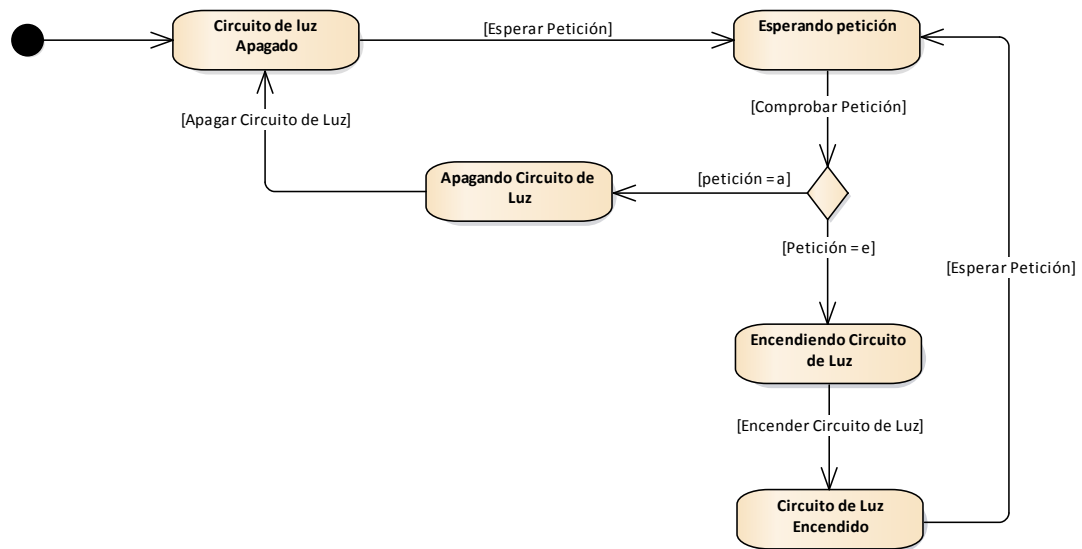 Circuito de luz
Apagado
[Esperar Petición]
Esperando petición
[Comprobar Petición]
[Apagar Circuito de Luz]
Apagando Circuito de
Luz
[petición = a]
[Petición = e]
[Esperar Petición]
Encendiendo Circuito
de Luz
[Encender Circuito de Luz]
Circuito de Luz
Encendido